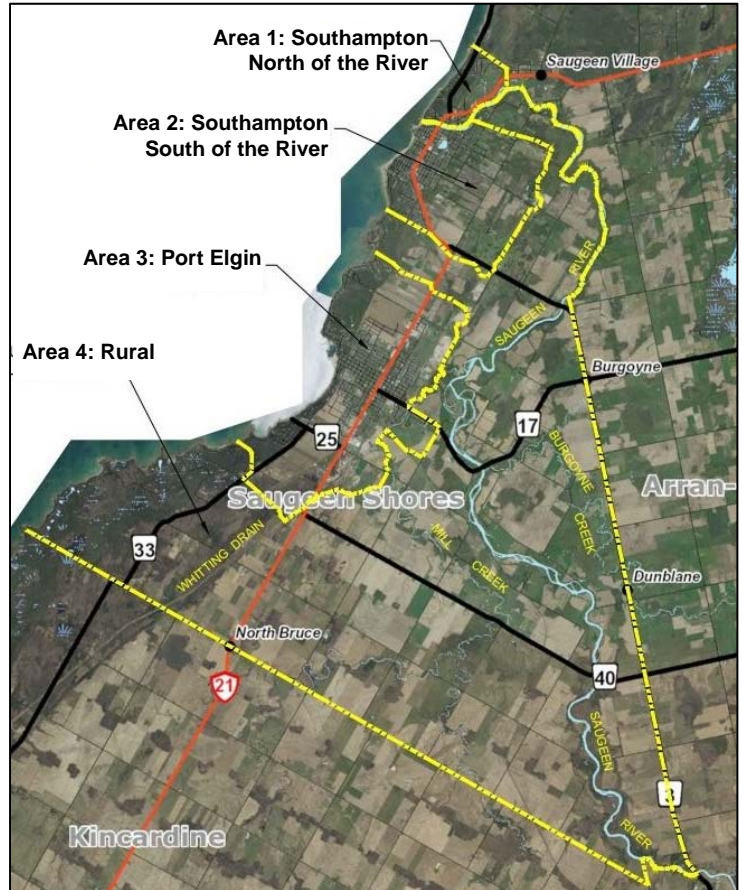 Area 1: Southampton
North of the River
Saugeen Village
Area 2: Southampton
South of the River
Area 3: Port Elgin
RIVER
SAUGEEN
Area 4: Rural
Burgoyne
17
25
BURGOYNE
CREEK
Saugeen Shores
Arran-
33
WHITTING DRAIN
MILL
CREEK
Dunblane
North Bruce
40
21
SAUGEEN
RIVER
3
Kincardine